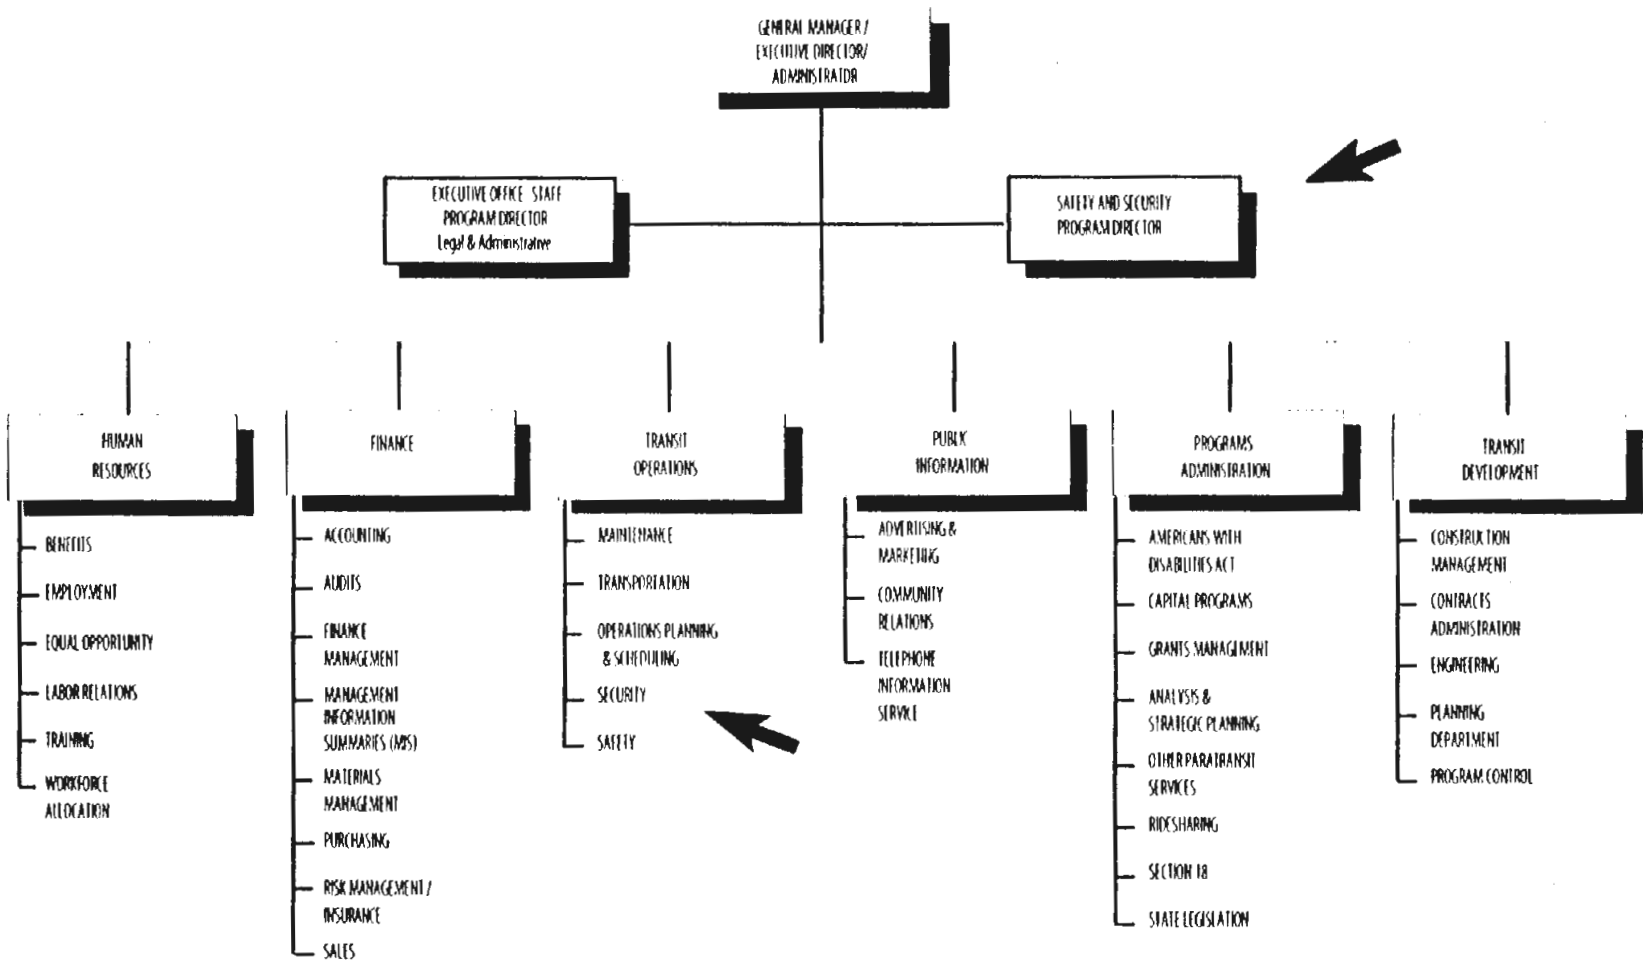 GENERAL MANAGER /
EXECUTIVE DIRECTOR/
ADMINISTRATOR
EXECUTIVE OFFICE STAFF
PROGRAM DIRECTOR
Legal & Administrative
SAFETY AND SECURITY
PROGRAM DIRECTOR
HUMAN
RESOURCES
BENEFITS
EMPLOYMENT
EQUAL OPPORTUNITY
LABOR RELATIONS
TRAINING
WORKFORCE
ALLOCATION
FINANCE
ACCOUNTING
AUDITS
FINANCE
MANAGEMENT
MANAGEMENT
INFORMATION
SUMMARIES (MIS)
MATERIALS
MANAGEMENT
PURCHASING
RISK MANAGEMENT /
INSURANCE
SALES
TRANSIT
OPERATIONS
MAINTENANCE
TRANSPORTATION
OPERATIONS PLANNING
& SCHEDULING
SECURITY
SAFETY
PUBLIC
INFORMATION
ADVERTISING &
MARKETING
COMMUNITY
RELATIONS
TELEPHONE
INFORMATION
SERVICE
PROGRAMS
ADMINISTRATION
AMERICANS WITH
DISABILITIES ACT
CAPITAL PROGRAMS
GRANTS MANAGEMENT
ANALYSIS &
STRATEGIC PLANNING
OTHER PARATRANSIT
SERVICES
RIDESHARING
SECTION 18
STATE LEGISLATION
TRANSIT
DEVELOPMENT
CONSTRUCTION
MANAGEMENT
CONTRACTS
ADMINISTRATION
ENGINEERING
PLANNING
DEPARTMENT
PROGRAM CONTROL